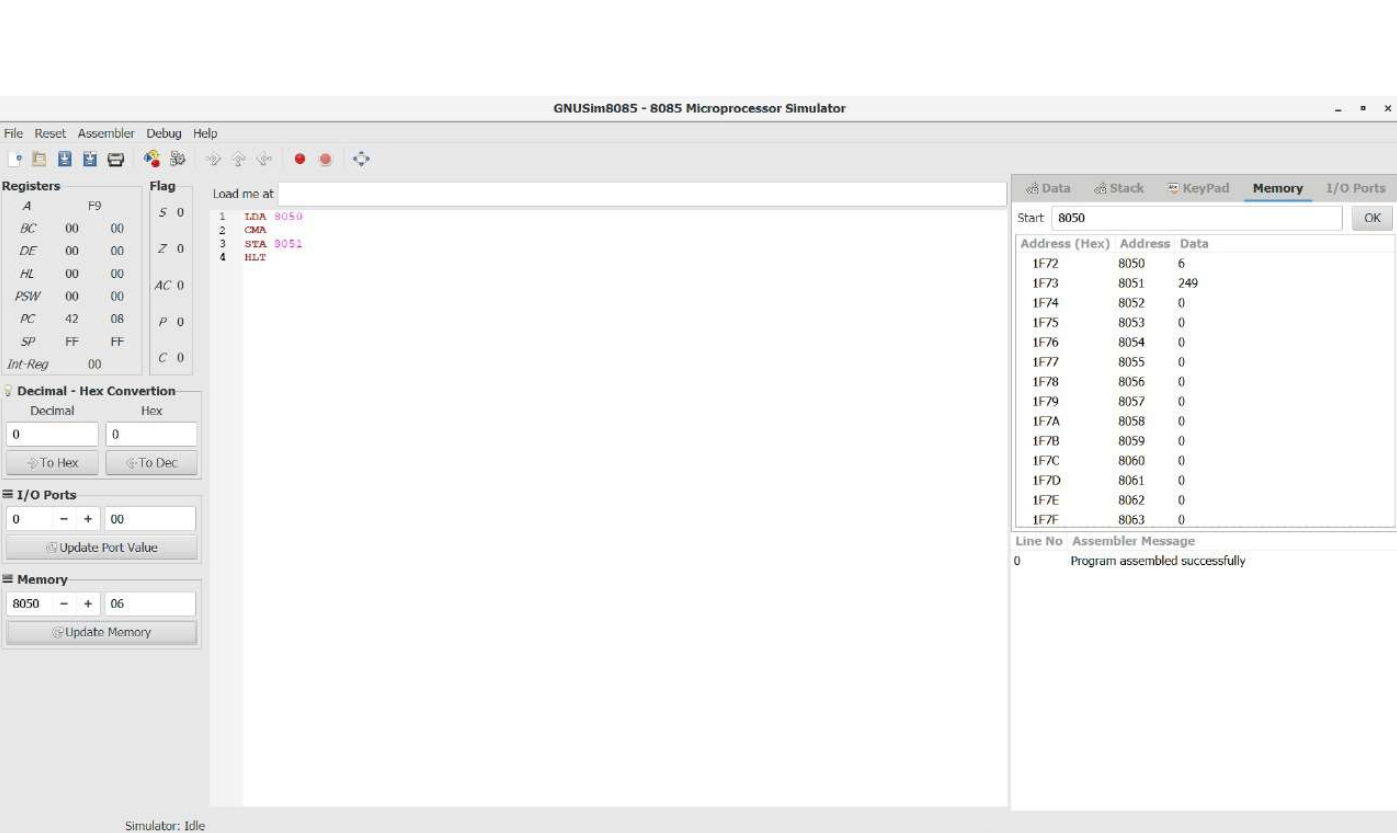 GNUSim8085 - 8085 Microprocessor Simulator
File Reset Assembler Debug Help
Registers
A F9
BC 00 00
DE 00 00
HL 00 00
PSW 00 00
PC 42 08
SP FF FF
Int-Reg 00
Flag
S 0
Z 0
AC 0
P 0
C 0
Decimal - Hex Convertion
Decimal Hex
0 0
To Hex To Dec
I/O Ports
0 - + 00
Update Port Value
Memory
8050 - + 06
Update Memory
Load me at
1 LDA 8050
2 CMA
3 STA 8051
4 HLT
Data Stack KeyPad Memory I/O Ports
Start 8050 OK
Address (Hex) Address Data
1F72 8050 6
1F73 8051 249
1F74 8052 0
1F75 8053 0
1F76 8054 0
1F77 8055 0
1F78 8056 0
1F79 8057 0
1F7A 8058 0
1F7B 8059 0
1F7C 8060 0
1F7D 8061 0
1F7E 8062 0
1F7F 8063 0
Line No Assembler Message
0 Program assembled successfully
Simulator: Idle